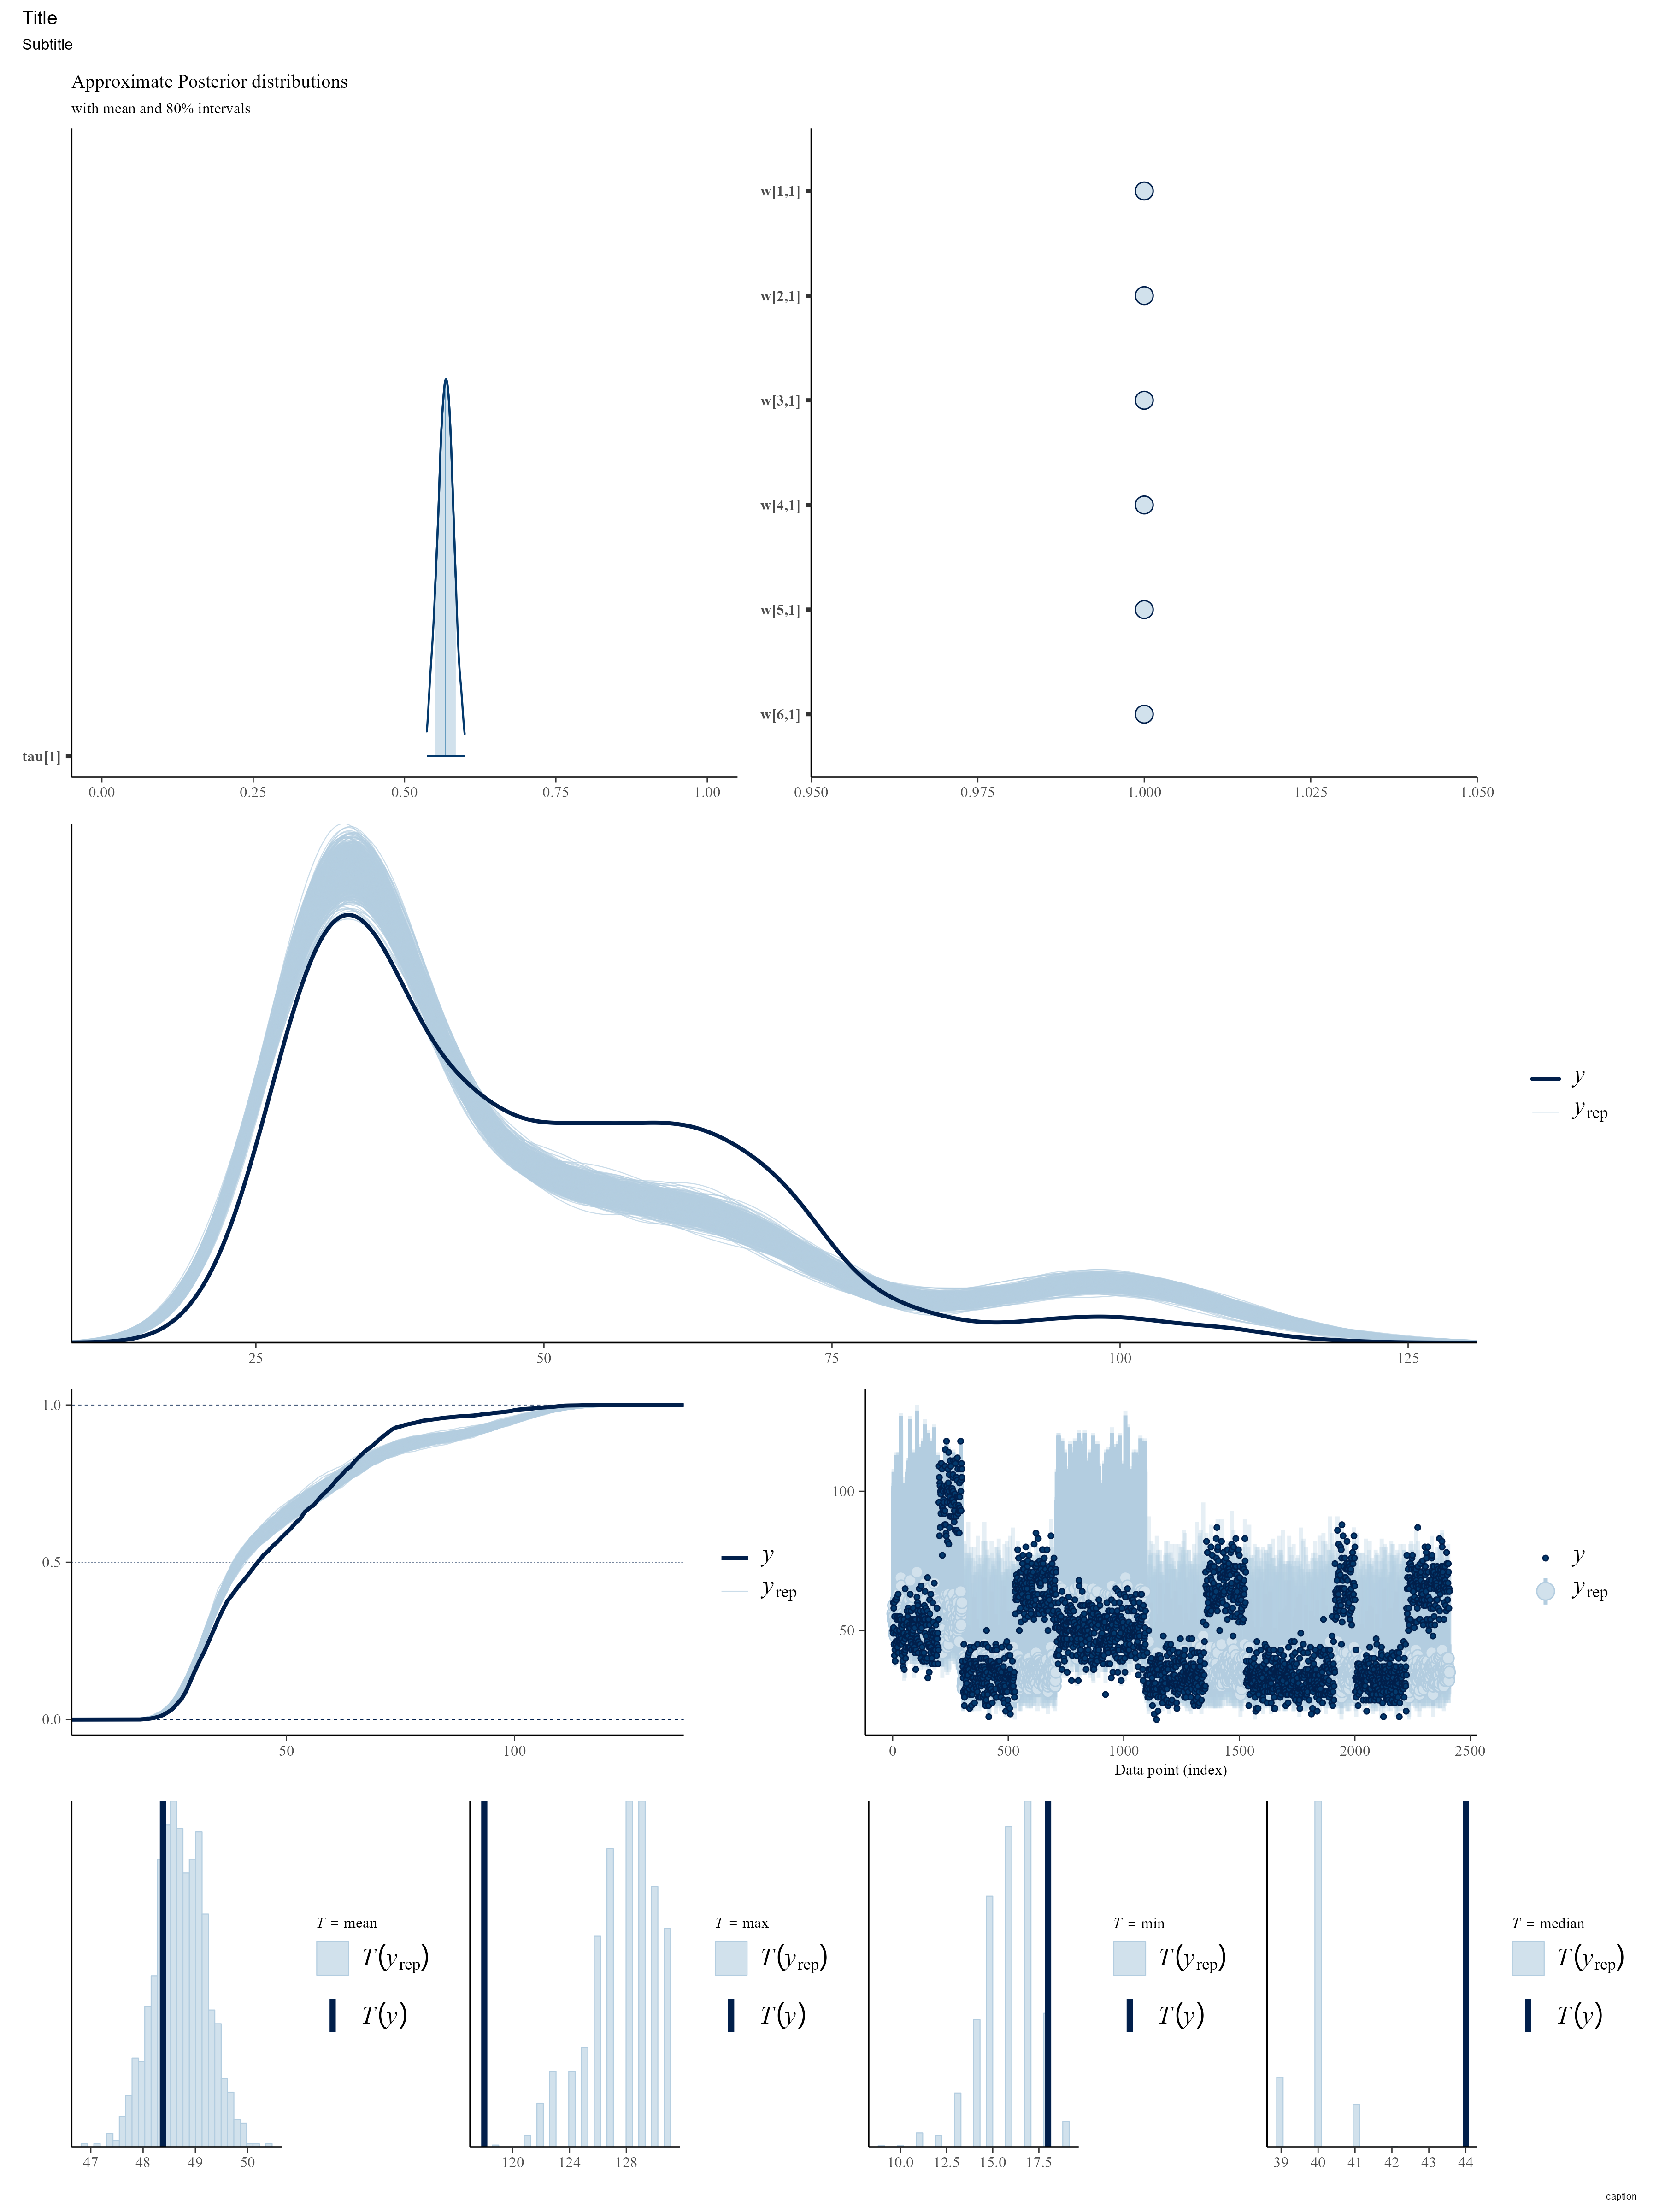 Title
Subtitle
Approximate Posterior distributions
with mean and 80% intervals
tau[1]
0.00 0.25 0.50 0.75 1.00
w[1,1]
w[2,1]
w[3,1]
w[4,1]
w[5,1]
w[6,1]
0.950 0.975 1.000 1.025 1.050
y
yrep
25 50 75 100 125
1.0
0.5
0.0
50 100
y
yrep
100
50
0 500 1000 1500 2000 2500
Data point (index)
y
yrep
T = mean
T(yrep)
T(y)
47 48 49 50
T = max
T(yrep)
T(y)
120 124 128
T = min
T(yrep)
T(y)
10.0 12.5 15.0 17.5
T = median
T(yrep)
T(y)
39 40 41 42 43 44
caption